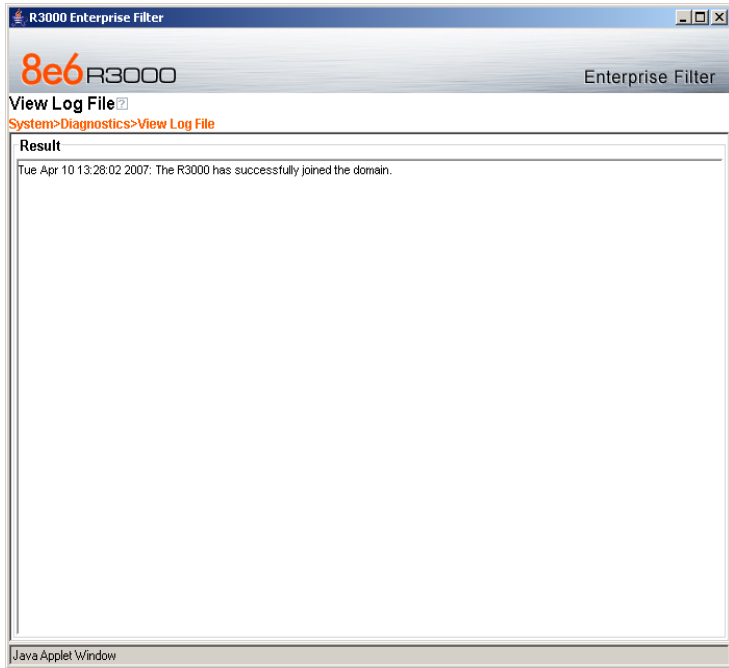 R3000 Enterprise Filter
8e6 R3000
Enterprise Filter
View Log File
System>Diagnostics>View Log File
Result
Tue Apr 10 13:28:02 2007: The R3000 has successfully joined the domain.
Java Applet Window